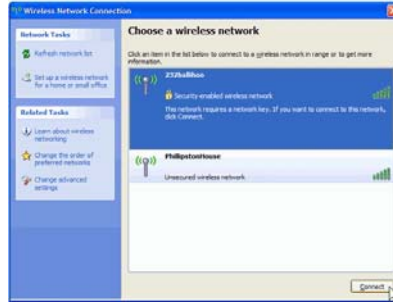 Wireless Network Connection
Network Tasks
Refresh network list
Set up a wireless network
for a home or small office
Related Tasks
Learn about wireless
networking
Change the order of
preferred networks
Change advanced
settings
Choose a wireless network
Click an item in the list below to connect to a wireless network in range or to get more
information.
Security-enabled wireless network
This network requires a network key. If you want to connect to this network,
click Connect.
PhilipstonHouse
Unsecured wireless network
Connect